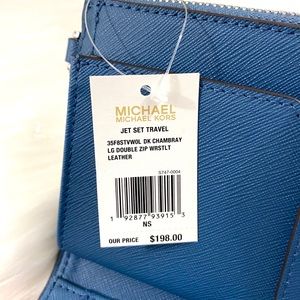 MICHAEL
MICHAEL KORS
JET SET TRAVEL
35F8STVW0L DK CHAMBRAY
LG DOUBLE ZIP WRSTLT
LEATHER
5747-0004
1 92877 93915 3
NS
OUR PRICE $198.00